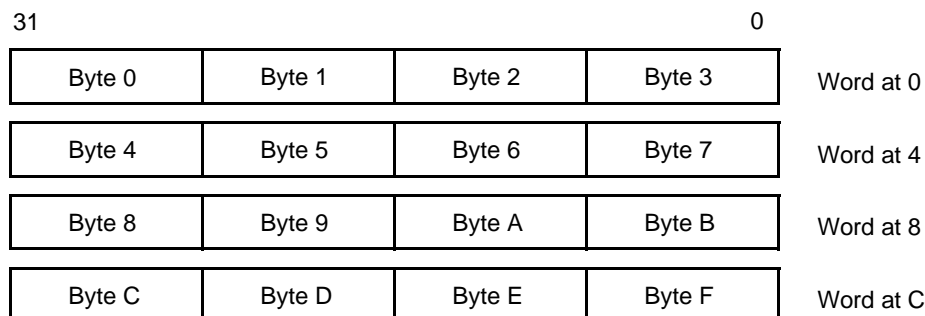 31 0
Byte 0 Byte 1 Byte 2 Byte 3 Word at 0
Byte 4 Byte 5 Byte 6 Byte 7 Word at 4
Byte 8 Byte 9 Byte A Byte B Word at 8
Byte C Byte D Byte E Byte F Word at C